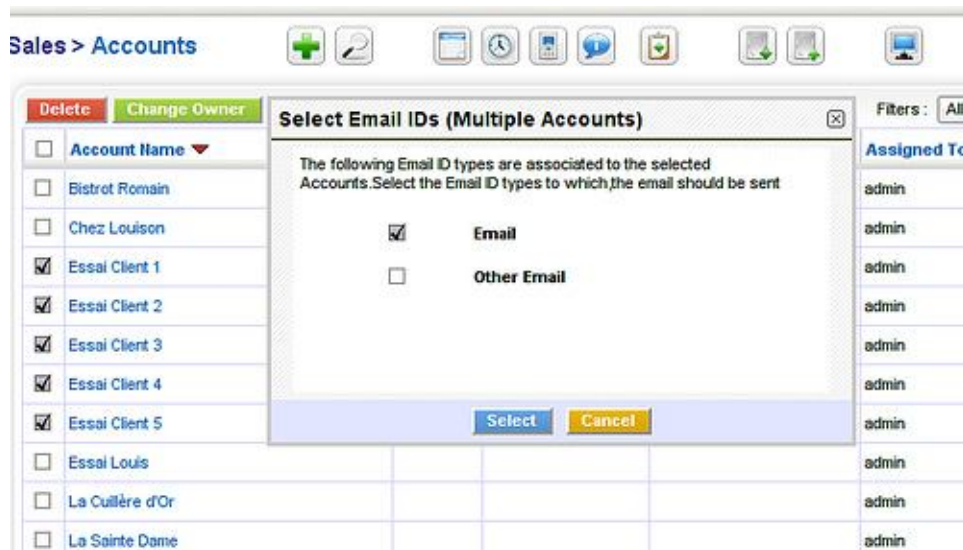 Sales > Accounts
Delete Change Owner
Filters : All
Account Name
Assigned To
Select Email IDs (Multiple Accounts)
The following Email ID types are associated to the selected
Accounts.Select the Email ID types to which,the email should be sent
Email
Other Email
Select Cancel
Bistrot Romain admin
Chez Louison admin
Essai Client 1 admin
Essai Client 2 admin
Essai Client 3 admin
Essai Client 4 admin
Essai Client 5 admin
Essai Louis admin
La Cuillère d'Or admin
La Sainte Dame admin